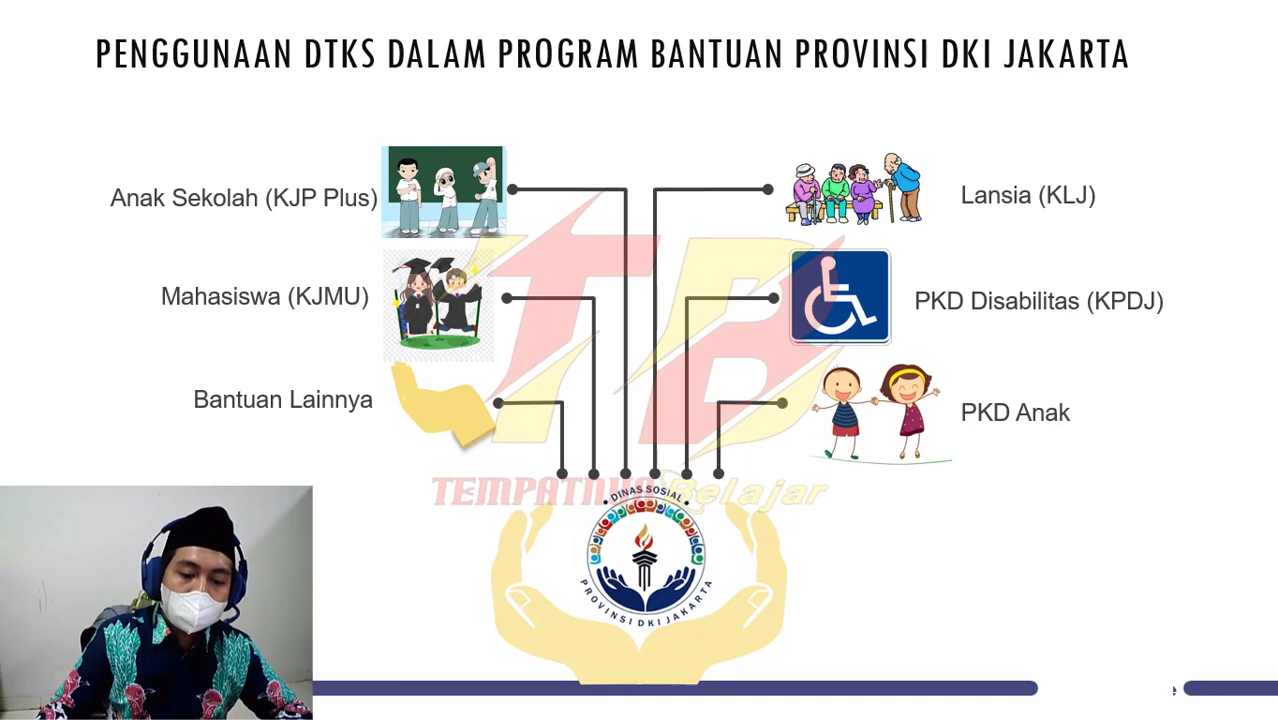 PENGGUNAAN DTKS DALAM PROGRAM BANTUAN PROVINSI DKI JAKARTA
Anak Sekolah (KJP Plus)
Lansia (KLJ)
Mahasiswa (KJMU)
PKD Disabilitas (KPDJ)
Bantuan Lainnya
PKD Anak
TB
TEMPATNYA Belajar
DINAS SOSIAL
PROVINSI DKI JAKARTA
e